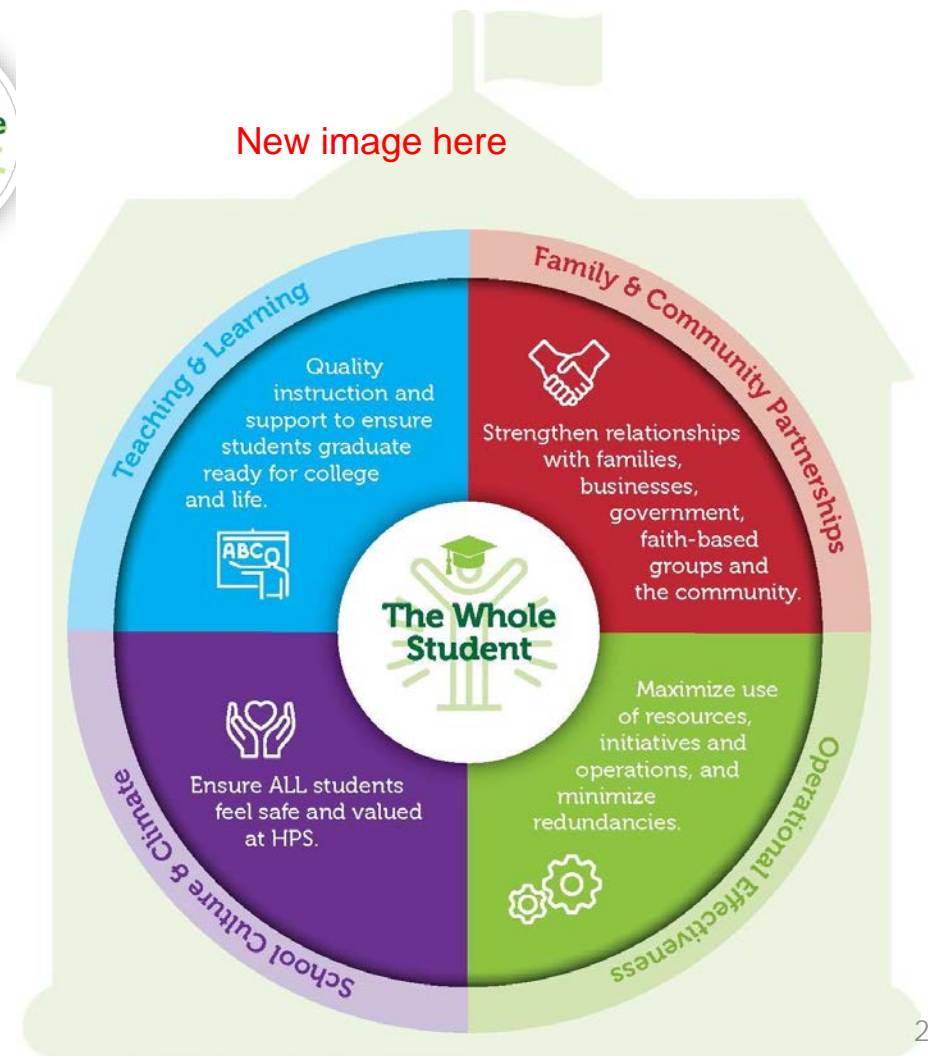 e
New image here
Teaching & Learning
Family & Community Partnerships
Quality
instruction and
support to ensure
students graduate
ready for college
and life.
ABC
Strengthen relationships
with families,
businesses,
government,
faith-based
groups and
the community.
The Whole
Student
Ensure ALL students
feel safe and valued
at HPS.
Maximize use
of resources,
initiatives and
operations, and
minimize
redundancies.
School Culture & Climate
Operational Effectiveness
2